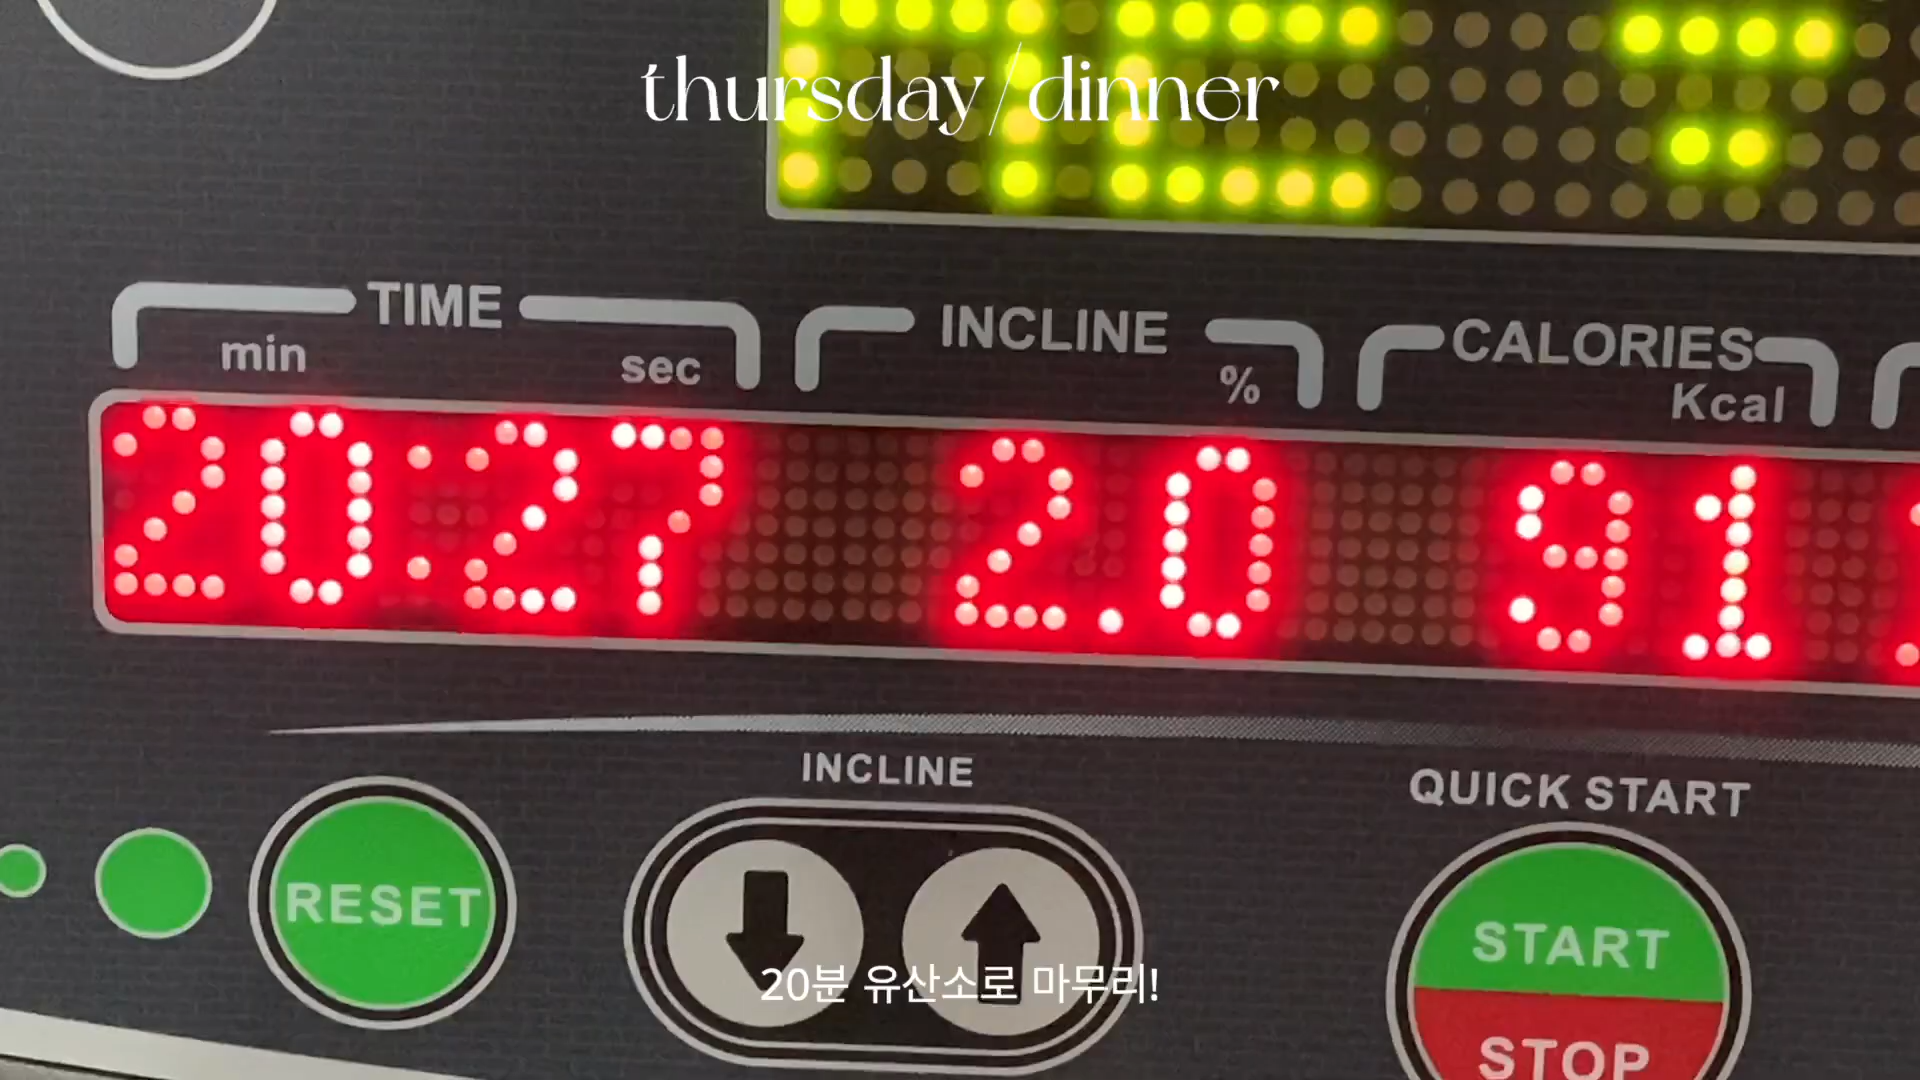 thursday/dinner
TIME
min sec
INCLINE
%
CALORIES
Kcal
20:27 2.0 91
INCLINE
QUICK START
RESET
START
STOP
20분 유산소로 마무리!